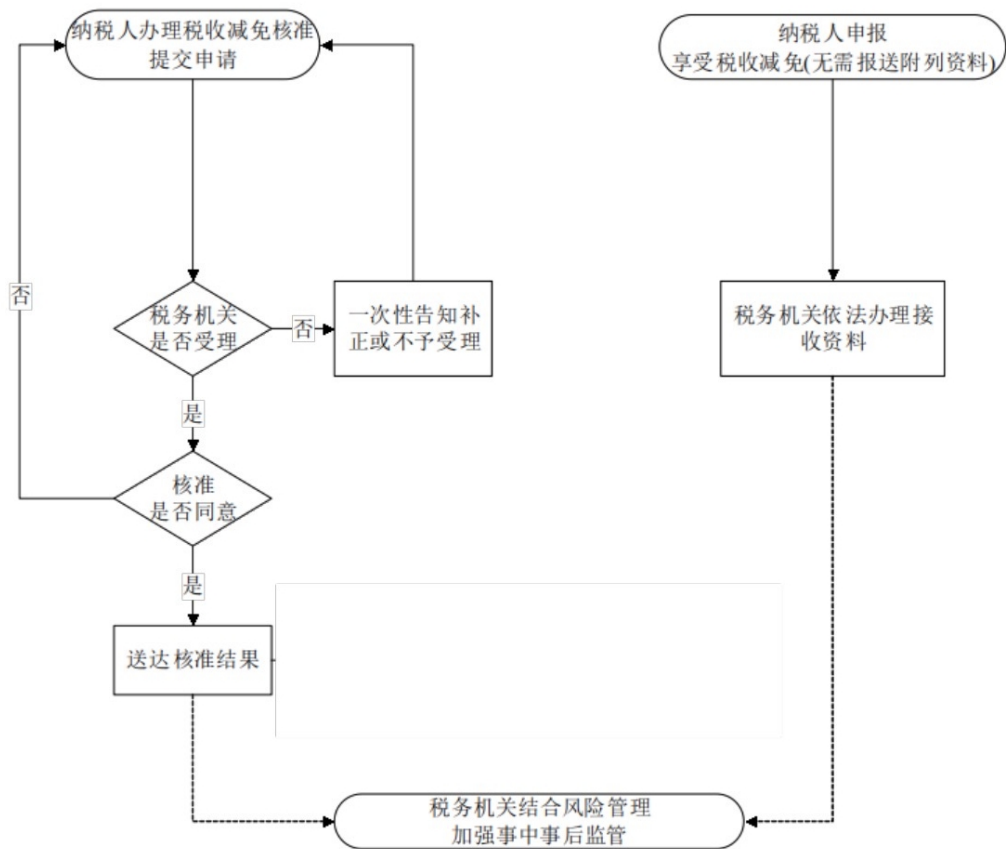 纳税人办理税收减免核准
提交申请
纳税人申报
享受税收减免(无需报送附列资料)
税务机关
是否受理
否
一次性告知补
正或不予受理
税务机关依法办理接
收资料
否
是
核准
是否同意
是
送达核准结果
税务机关结合风险管理
加强事中事后监管